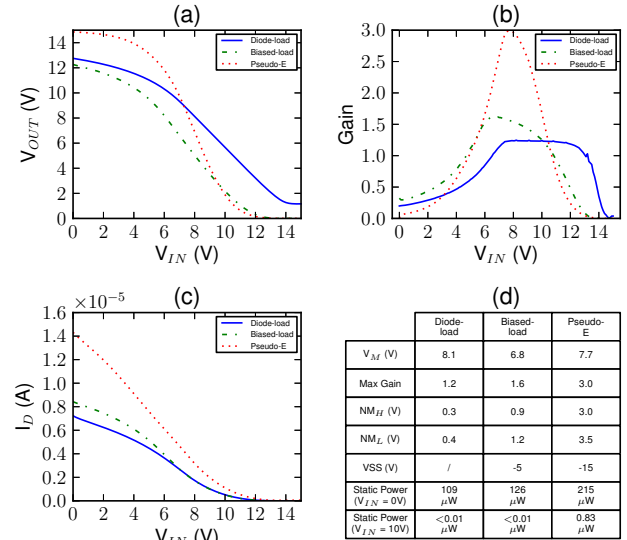 (a)
15
14
12
10
8
6
4
2
0
V_OUT (V)
Diode-load
Biased-load
Pseudo-E
0 2 4 6 8 10 12 14
V_IN (V)
(b)
3.0
2.5
2.0
1.5
1.0
0.5
0.0
Gain
Diode-load
Biased-load
Pseudo-E
0 2 4 6 8 10 13 15
V_IN (V)
(c)
×10^-5
1.6
1.4
1.2
1.0
0.8
0.6
0.4
0.2
0.0
I_D (A)
Diode-load
Biased-load
Pseudo-E
0 2 4 6 8 10 12 14
V_IN (V)
(d)
Diode-load Biased-load Pseudo-E
V_M (V) 8.1 6.8 7.7
Max Gain 1.2 1.6 3.0
NM_H (V) 0.3 0.9 3.0
NM_L (V) 0.4 1.2 3.5
VSS (V) / -5 -15
Static Power (V_IN = 0V) 109 μW 126 μW 215 μW
Static Power (V_IN = 10V) <0.01 μW <0.01 μW 0.83 μW